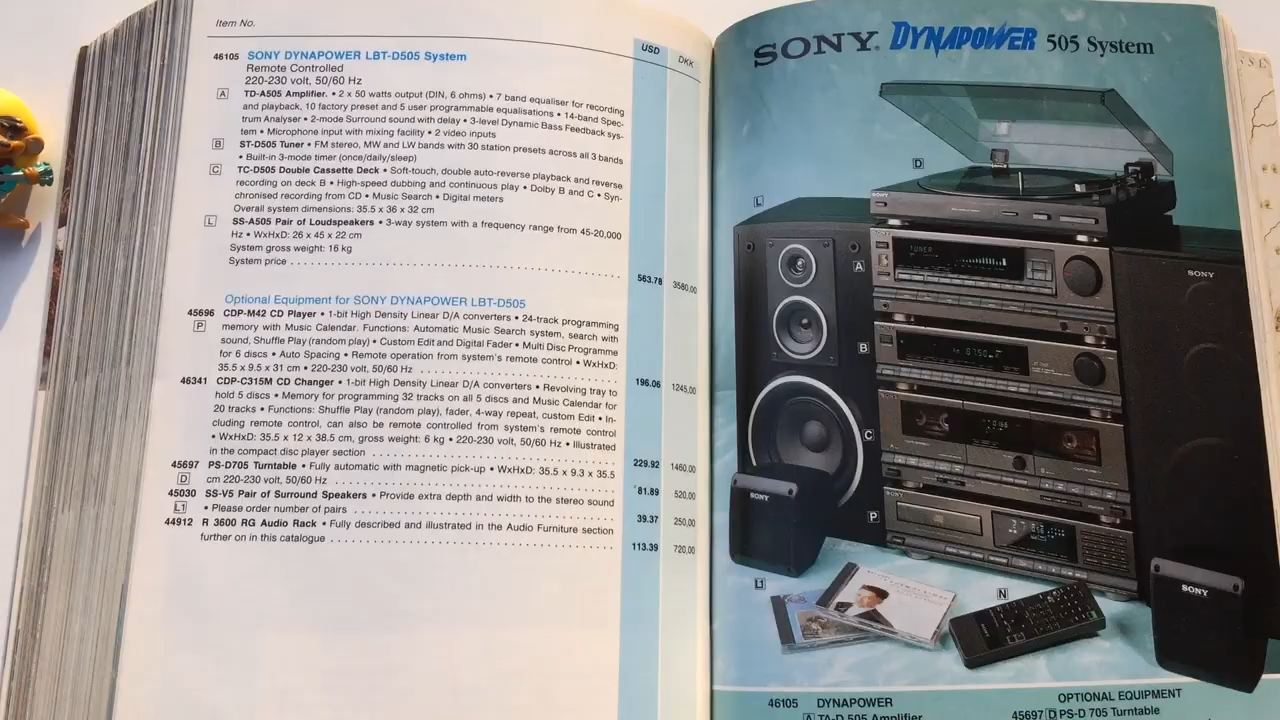 Item No.
USD
DKK
46105 SONY DYNAPOWER LBT-D505 System
Remote Controlled
220-230 volt, 50/60 Hz
A TD-A505 Amplifier. • 2 x 50 watts output (DIN, 6 ohms) • 7 band equaliser for recording
and playback, 10 factory preset and 5 user programmable equalisations • 14-band Spec-
trum Analyser • 2-mode Surround sound with delay • 3-level Dynamic Bass Feedback sys-
tem • Microphone input with mixing facility • 2 video inputs
B ST-D505 Tuner • FM stereo, MW and LW bands with 30 station presets across all 3 bands
• Built-in 3-mode timer (once/daily/sleep)
C TC-D505 Double Cassette Deck • Soft-touch, double auto-reverse playback and reverse
recording on deck B • High-speed dubbing and continuous play • Dolby B and C • Syn-
chronised recording from CD • Music Search • Digital meters
Overall system dimensions: 35.5 x 36 x 32 cm
L SS-A505 Pair of Loudspeakers • 3-way system with a frequency range from 45-20,000
Hz • WxHxD: 26 x 45 x 22 cm
System gross weight: 16 kg
System price . . . . . . . . . . . . . . . . . . . . 563.78 3580,00
Optional Equipment for SONY DYNAPOWER LBT-D505
45696 CDP-M42 CD Player • 1-bit High Density Linear D/A converters • 24-track programming
P memory with Music Calendar. Functions: Automatic Music Search system, search with
sound, Shuffle Play (random play) • Custom Edit and Digital Fader • Multi Disc Programme
for 6 discs • Auto Spacing • Remote operation from system's remote control • WxHxD:
35.5 x 9.5 x 31 cm • 220-230 volt, 50/60 Hz . . . . . . . . . . 196.06 1245,00
46341 CDP-C315M CD Changer • 1-bit High Density Linear D/A converters • Revolving tray to
hold 5 discs • Memory for programming 32 tracks on all 5 discs and Music Calendar for
20 tracks • Functions: Shuffle Play (random play), fader, 4-way repeat, custom Edit • In-
cluding remote control, can also be remote controlled from system's remote control
• WxHxD: 35.5 x 12 x 38.5 cm, gross weight: 6 kg • 220-230 volt, 50/60 Hz • Illustrated
in the compact disc player section . . . . . . . . . . 229.92 1460,00
45697 PS-D705 Turntable • Fully automatic with magnetic pick-up • WxHxD: 35.5 x 9.3 x 35.5
D cm 220-230 volt, 50/60 Hz . . . . . . . . . . 81.89 520,00
45030 SS-V5 Pair of Surround Speakers • Provide extra depth and width to the stereo sound
L1 • Please order number of pairs . . . . . . . . . . 39.37 250,00
44912 R 3600 RG Audio Rack • Fully described and illustrated in the Audio Furniture section
further on in this catalogue . . . . . . . . . . 113.39 720,00
SONY DYNAPOWER 505 System
D
L
SONY
A
SONY
TUNER
SONY
B
8750
C
P
SONY
SONY
SONY
L1
N
SONY
46105 DYNAPOWER
A TA-D 505 Amplifier
OPTIONAL EQUIPMENT
45697 D PS-D 705 Turntable